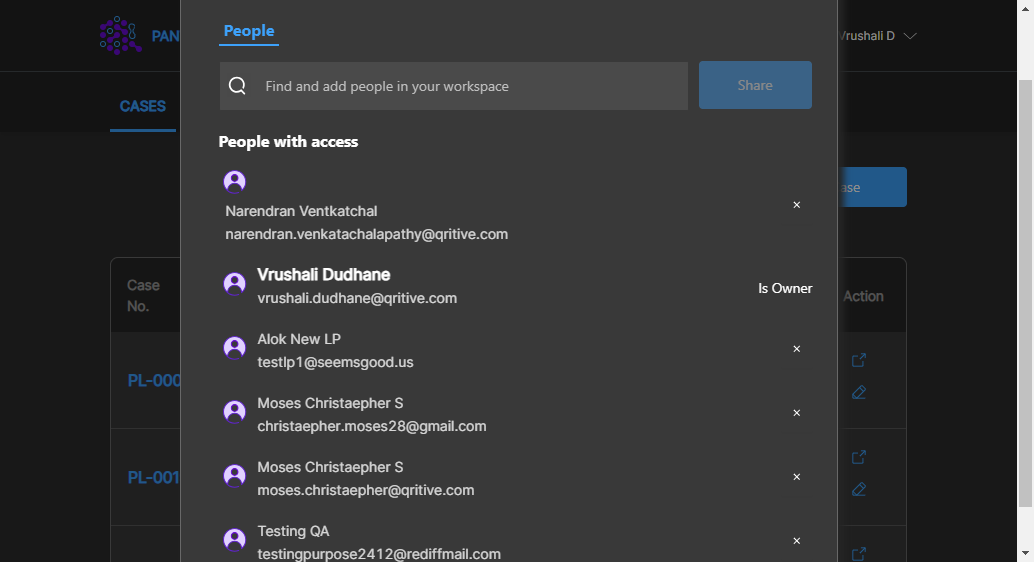 People
PAN
Vrushali D
Find and add people in your workspace
Share
CASES
People with access
ase
Narendran Ventkatchal
narendran.venkatachalapathy@qritive.com
Vrushali Dudhane
vrushali.dudhane@qritive.com
Is Owner
Case
No.
Action
Alok New LP
testlp1@seemsgood.us
PL-000
Moses Christaepher S
christaepher.moses28@gmail.com
Moses Christaepher S
moses.christaepher@qritive.com
PL-001
Testing QA
testingpurpose2412@rediffmail.com